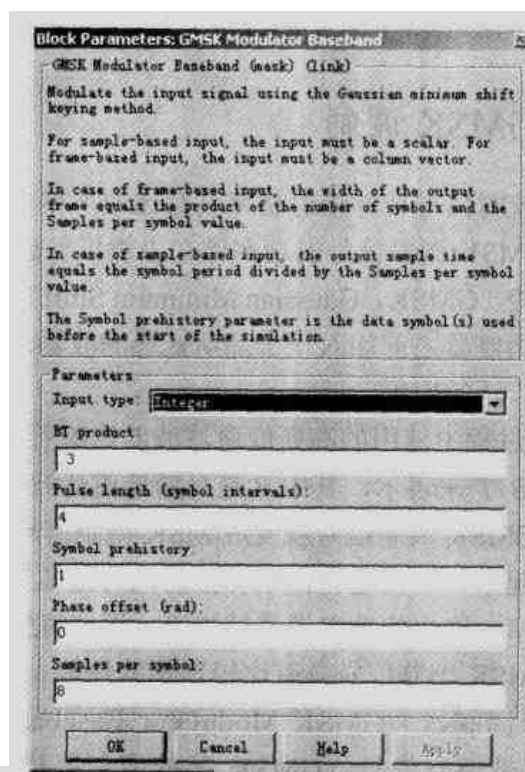 Block Parameters: GMSK Modulator Baseband
GMSK Modulator Baseband (mask) (link)
Modulate the input signal using the Gaussian minimum shift
keying method.
For sample-based input, the input must be a scalar. For
frame-based input, the input must be a column vector.
In case of frame-based input, the width of the output
frame equals the product of the number of symbols and the
Samples per symbol value.
In case of sample-based input, the output sample time
equals the symbol period divided by the Samples per symbol
value.
The Symbol prehistory parameter is the data symbol(s) used
before the start of the simulation.
Parameters
Input type: Integer
BT product:
3
Pulse length (symbol intervals):
4
Symbol prehistory
1
Phase offset (rad):
0
Samples per symbol:
8
OK Cancel Help Apply